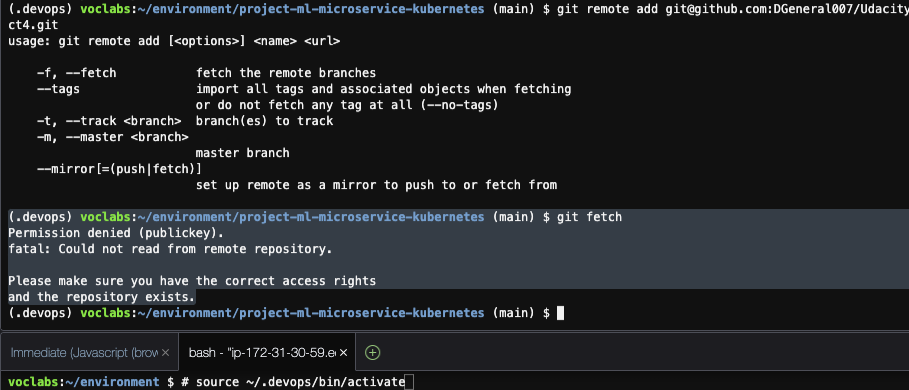 (.devops) voclabs:~/environment/project-ml-microservice-kubernetes (main) $ git remote add git@github.com:DGeneral007/Udacity
ct4.git
usage: git remote add [<options>] <name> <url>

    -f, --fetch           fetch the remote branches
    --tags                import all tags and associated objects when fetching
                          or do not fetch any tag at all (--no-tags)
    -t, --track <branch>  branch(es) to track
    -m, --master <branch>
                          master branch
    --mirror[=(push|fetch)]
                          set up remote as a mirror to push to or fetch from

(.devops) voclabs:~/environment/project-ml-microservice-kubernetes (main) $ git fetch
Permission denied (publickey).
fatal: Could not read from remote repository.

Please make sure you have the correct access rights
and the repository exists.
(.devops) voclabs:~/environment/project-ml-microservice-kubernetes (main) $
Immediate (Javascript (brow × bash - "ip-172-31-30-59.e ×
voclabs:~/environment $ # source ~/.devops/bin/activate